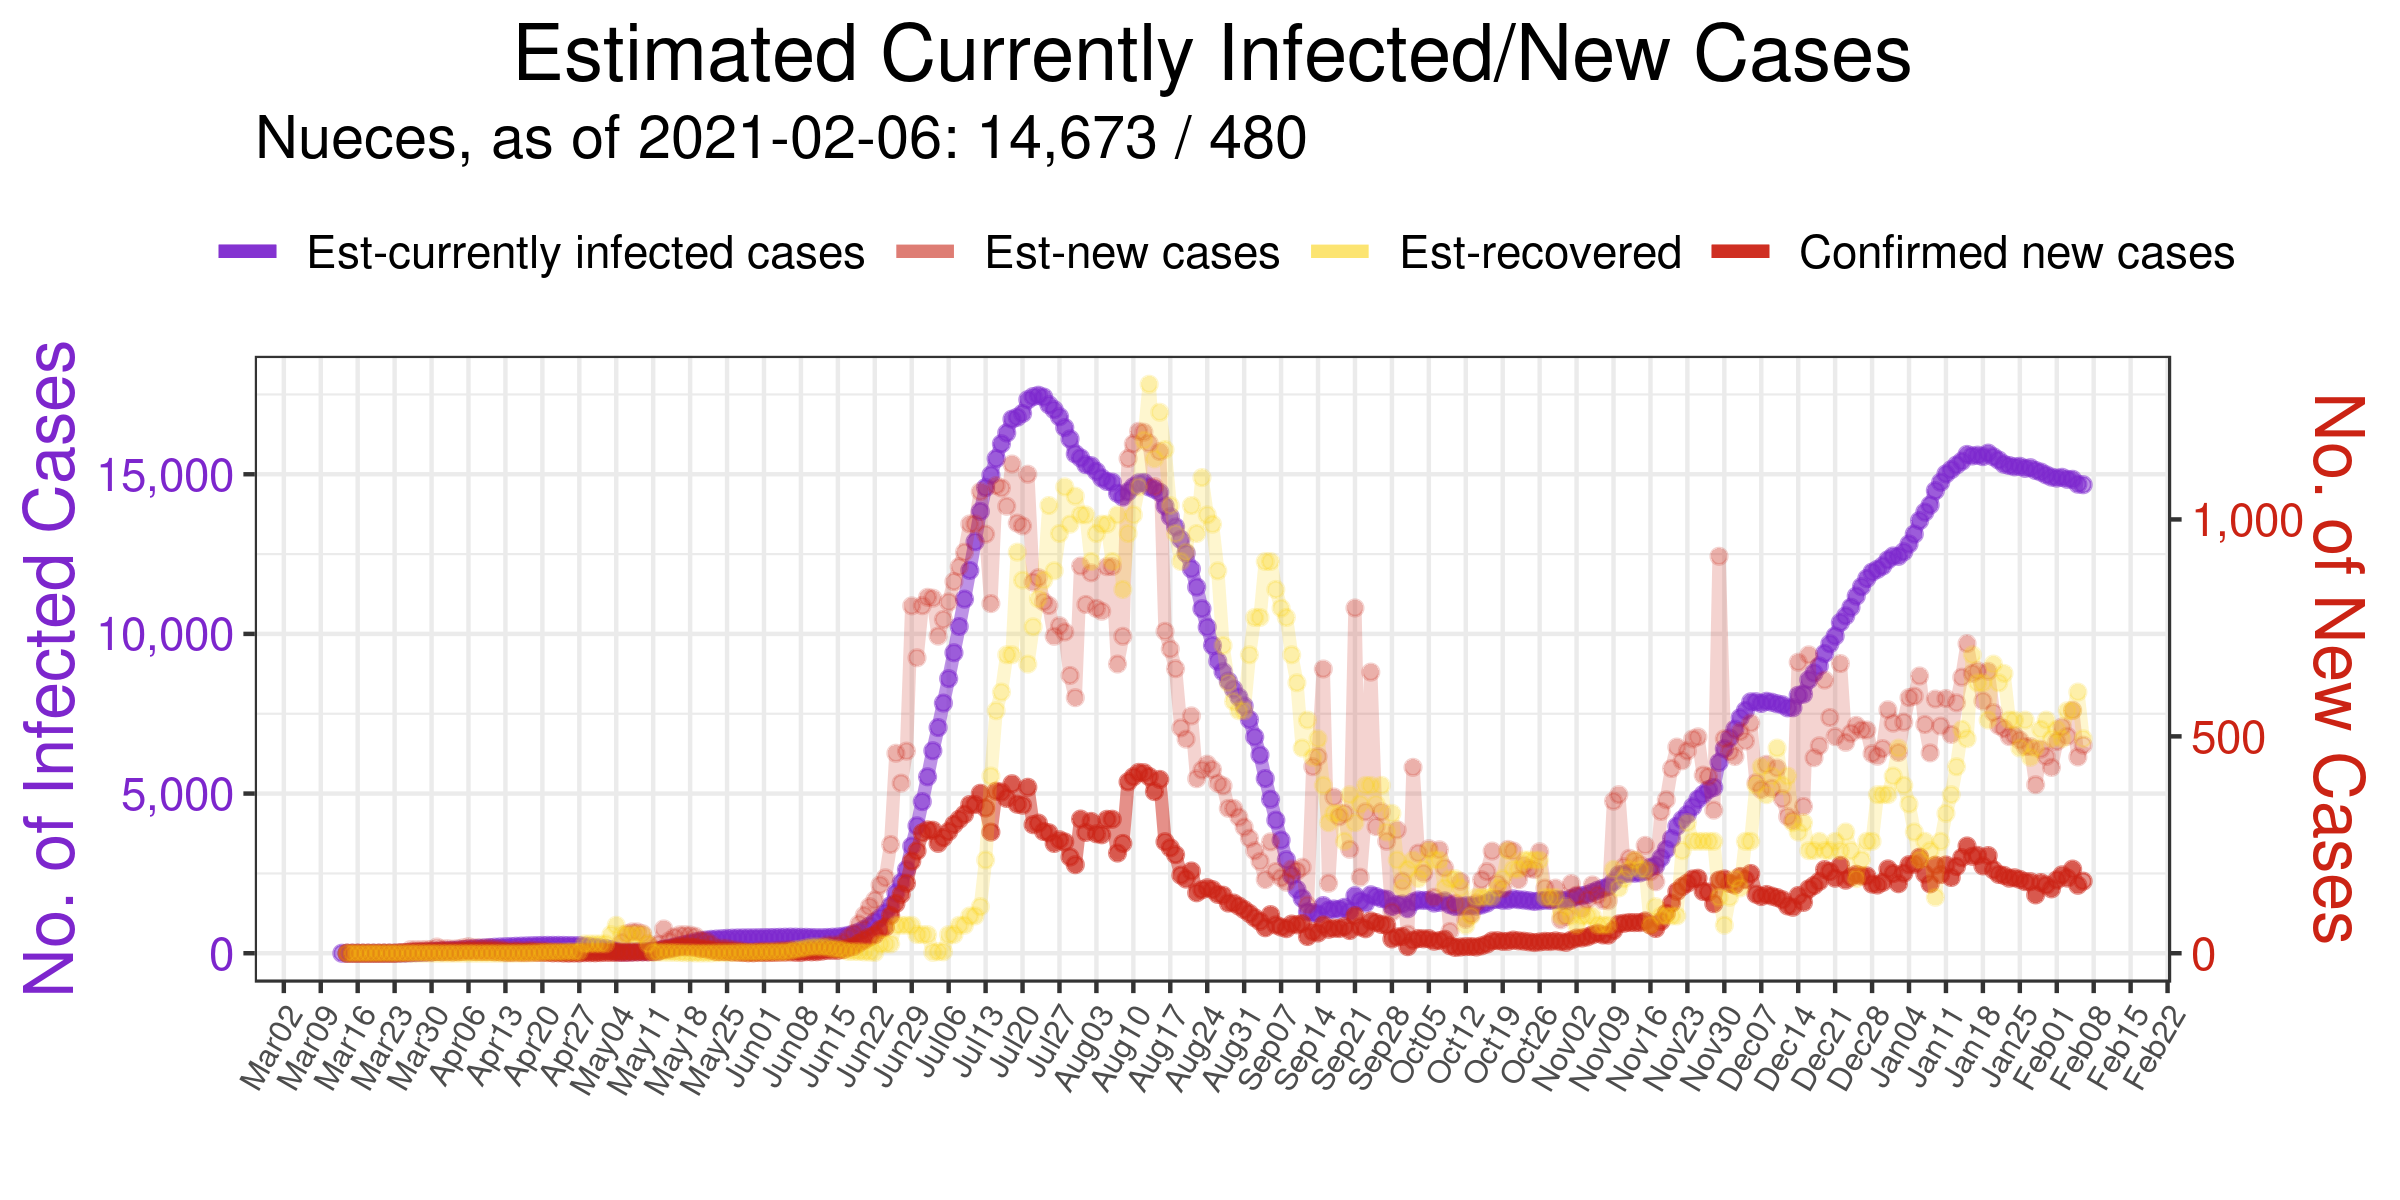 Estimated Currently Infected/New Cases
Nueces, as of 2021-02-06: 14,673 / 480
Est-currently infected cases Est-new cases Est-recovered Confirmed new cases
No. of Infected Cases
15,000
10,000
5,000
0
1,000
500
0
No. of New Cases
Mar02 Mar09 Mar16 Mar23 Mar30 Apr06 Apr13 Apr20 Apr27 May04 May11 May18 May25 Jun01 Jun08 Jun15 Jun22 Jun29 Jul06 Jul13 Jul20 Jul27 Aug03 Aug10 Aug17 Aug24 Aug31 Sep07 Sep14 Sep21 Sep28 Oct05 Oct12 Oct19 Oct26 Nov02 Nov09 Nov16 Nov23 Nov30 Dec07 Dec14 Dec21 Dec28 Jan04 Jan11 Jan18 Jan25 Feb01 Feb08 Feb15 Feb22